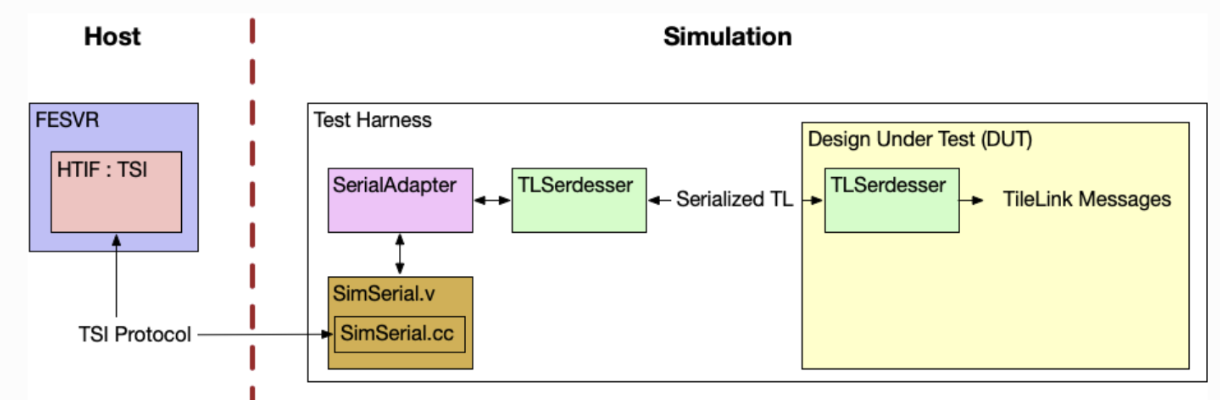 Host
Simulation
FESVR
HTIF : TSI
TSI Protocol
Test Harness
SerialAdapter
TLSerdesser
Serialized TL
SimSerial.v
SimSerial.cc
Design Under Test (DUT)
TLSerdesser
TileLink Messages